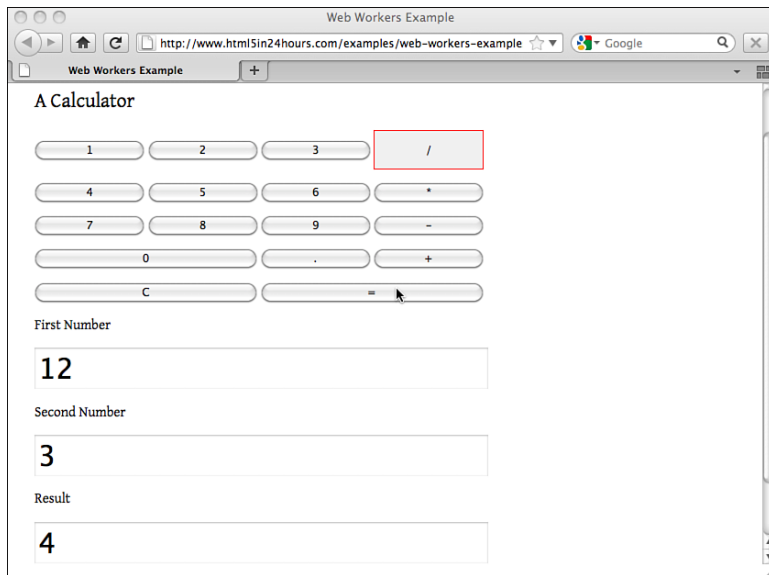 Web Workers Example
http://www.html5in24hours.com/examples/web-workers-example
Google
Web Workers Example
+
A Calculator
1 2 3 /
4 5 6 *
7 8 9 -
0 . +
C =
First Number
12
Second Number
3
Result
4